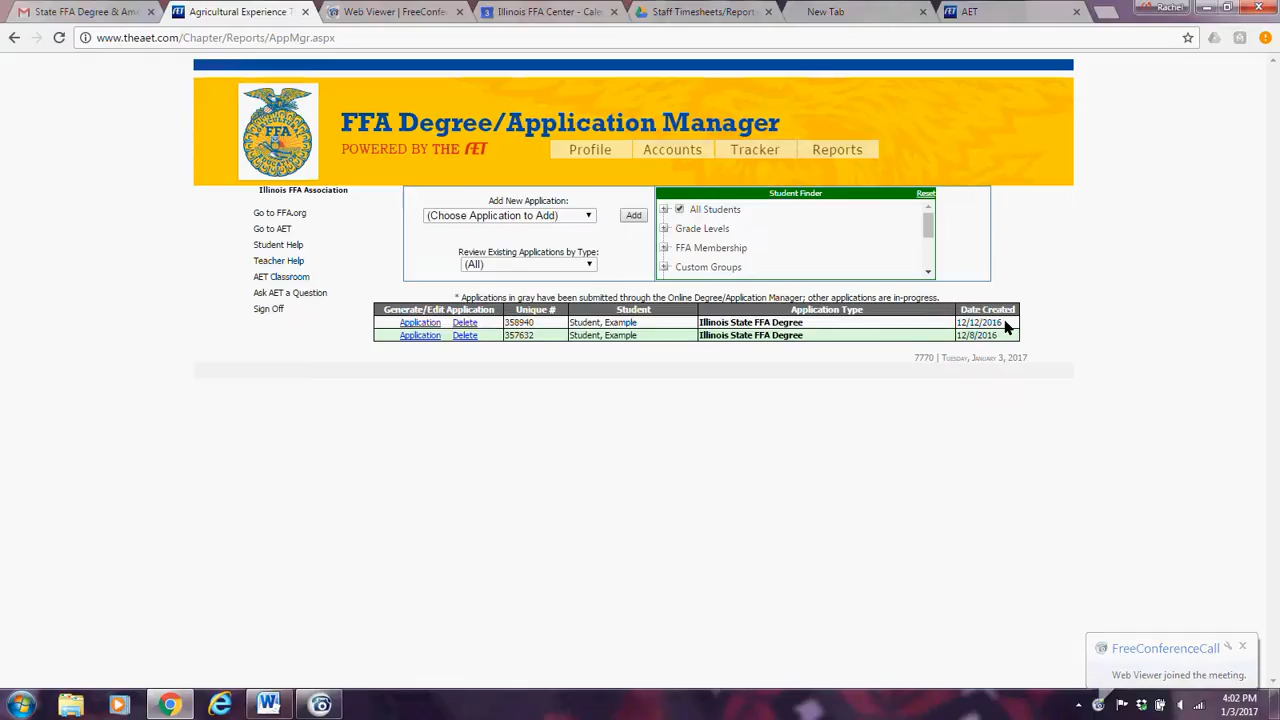 State FFA Degree & Ame
Agricultural Experience T
Web Viewer | FreeConfe
Illinois FFA Center - Cale
Staff Timesheets/Report
New Tab
AET
Rachel
www.theaet.com/Chapter/Reports/AppMgr.aspx
FFA
FFA Degree/Application Manager
POWERED BY THE ÆT
Profile
Accounts
Tracker
Reports
Illinois FFA Association
Go to FFA.org
Go to AET
Student Help
Teacher Help
AET Classroom
Ask AET a Question
Sign Off
Add New Application:
(Choose Application to Add)
Add
Review Existing Applications by Type:
(All)
Student Finder
Reset
All Students
Grade Levels
FFA Membership
Custom Groups
* Applications in gray have been submitted through the Online Degree/Application Manager; other applications are in-progress.
Generate/Edit Application Unique # Student Application Type Date Created
Application Delete 358940 Student, Example Illinois State FFA Degree 12/12/2016
Application Delete 357632 Student, Example Illinois State FFA Degree 12/8/2016
7770 | Tuesday, January 3, 2017
FreeConferenceCall
Web Viewer joined the meeting.
4:02 PM
1/3/2017